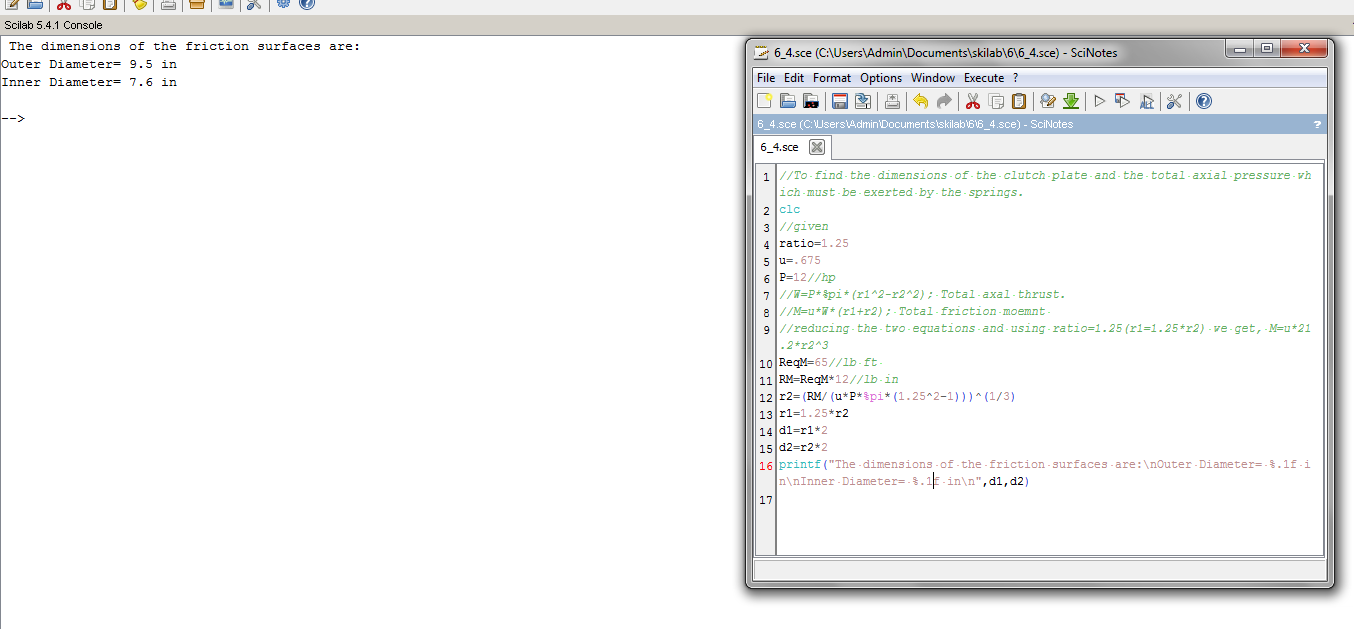 Scilab 5.4.1 Console
The dimensions of the friction surfaces are:
Outer Diameter= 9.5 in
Inner Diameter= 7.6 in
-->
6_4.sce (C:\Users\Admin\Documents\skilab\6\6_4.sce) - SciNotes
File Edit Format Options Window Execute ?
6_4.sce (C:\Users\Admin\Documents\skilab\6\6_4.sce) - SciNotes ?
6_4.sce
1 //To find the dimensions of the clutch plate and the total axial pressure wh
ich must be exerted by the springs.
2 clc
3 //given
4 ratio=1.25
5 u=.675
6 P=12//hp
7 //W=P*%pi*(r1^2-r2^2); Total axal thrust.
8 //M=u*W*(r1+r2); Total friction moemnt
9 //reducing the two equations and using ratio=1.25(r1=1.25*r2) we get, M=u*21
.2*r2^3
10 ReqM=65//lb ft
11 RM=ReqM*12//lb in
12 r2=(RM/(u*P*%pi*(1.25^2-1)))^(1/3)
13 r1=1.25*r2
14 d1=r1*2
15 d2=r2*2
16 printf("The dimensions of the friction surfaces are:\nOuter Diameter= %.1f i
n\nInner Diameter= %.1f in\n",d1,d2)
17